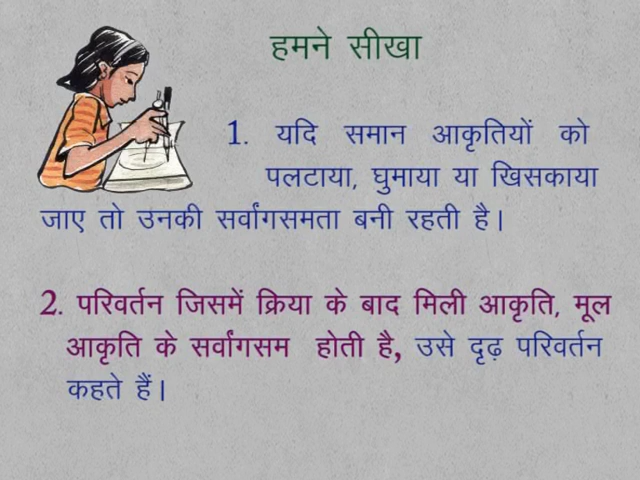 हमने सीखा
1. यदि समान आकृतियों को
पलटाया, घुमाया या खिसकाया
जाए तो उनकी सर्वांगसमता बनी रहती है।
2. परिवर्तन जिसमें क्रिया के बाद मिली आकृति, मूल
आकृति के सर्वांगसम होती है, उसे दृढ़ परिवर्तन
कहते हैं।